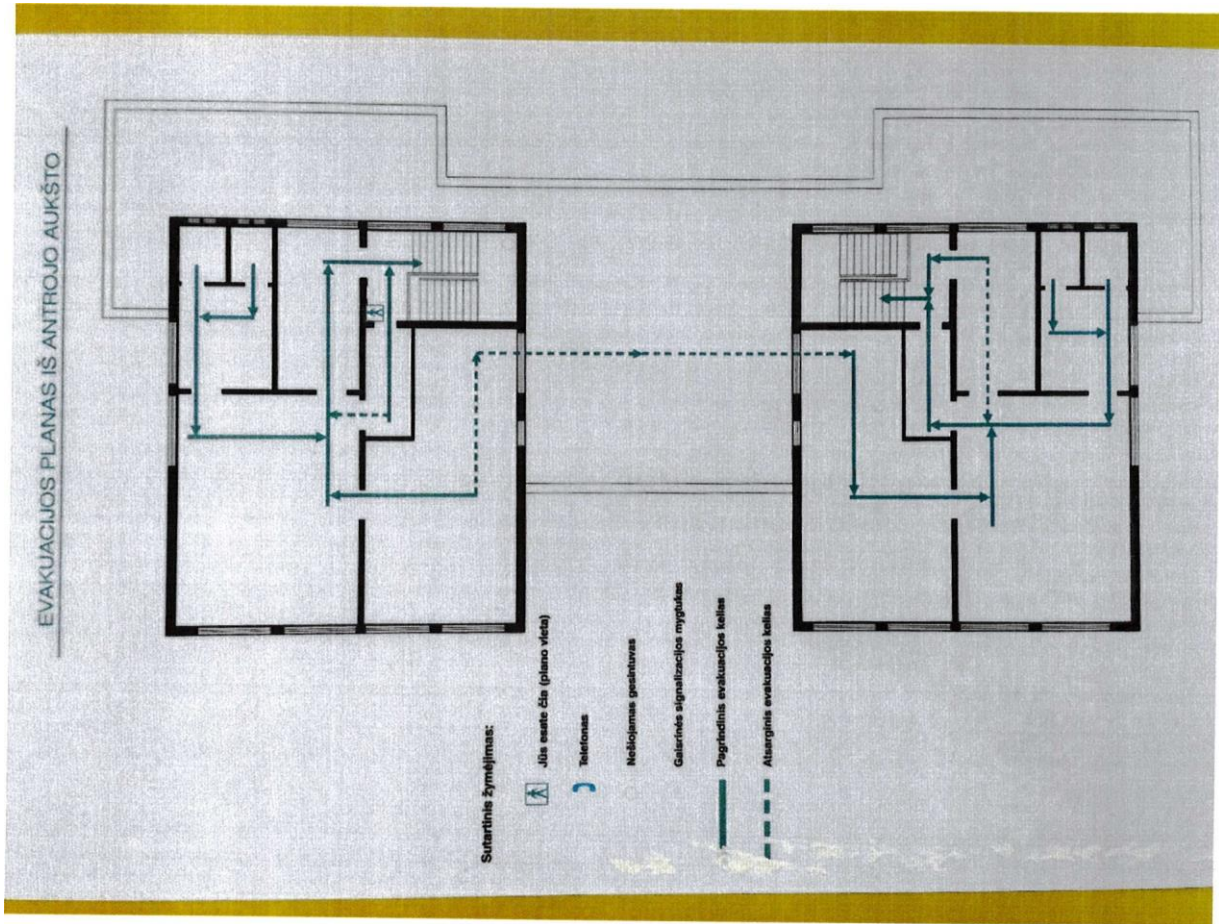 EVAKUACIJOS PLANAS IŠ ANTROJO AUKŠTO
Sutartinis žymėjimas:
Jūs esate čia (plano vieta)
Telefonas
Nešiojamas gesintuvas
Gaisrinės signalizacijos mygtukas
Pagrindinis evakuacijos kelias
Atsarginis evakuacijos kelias